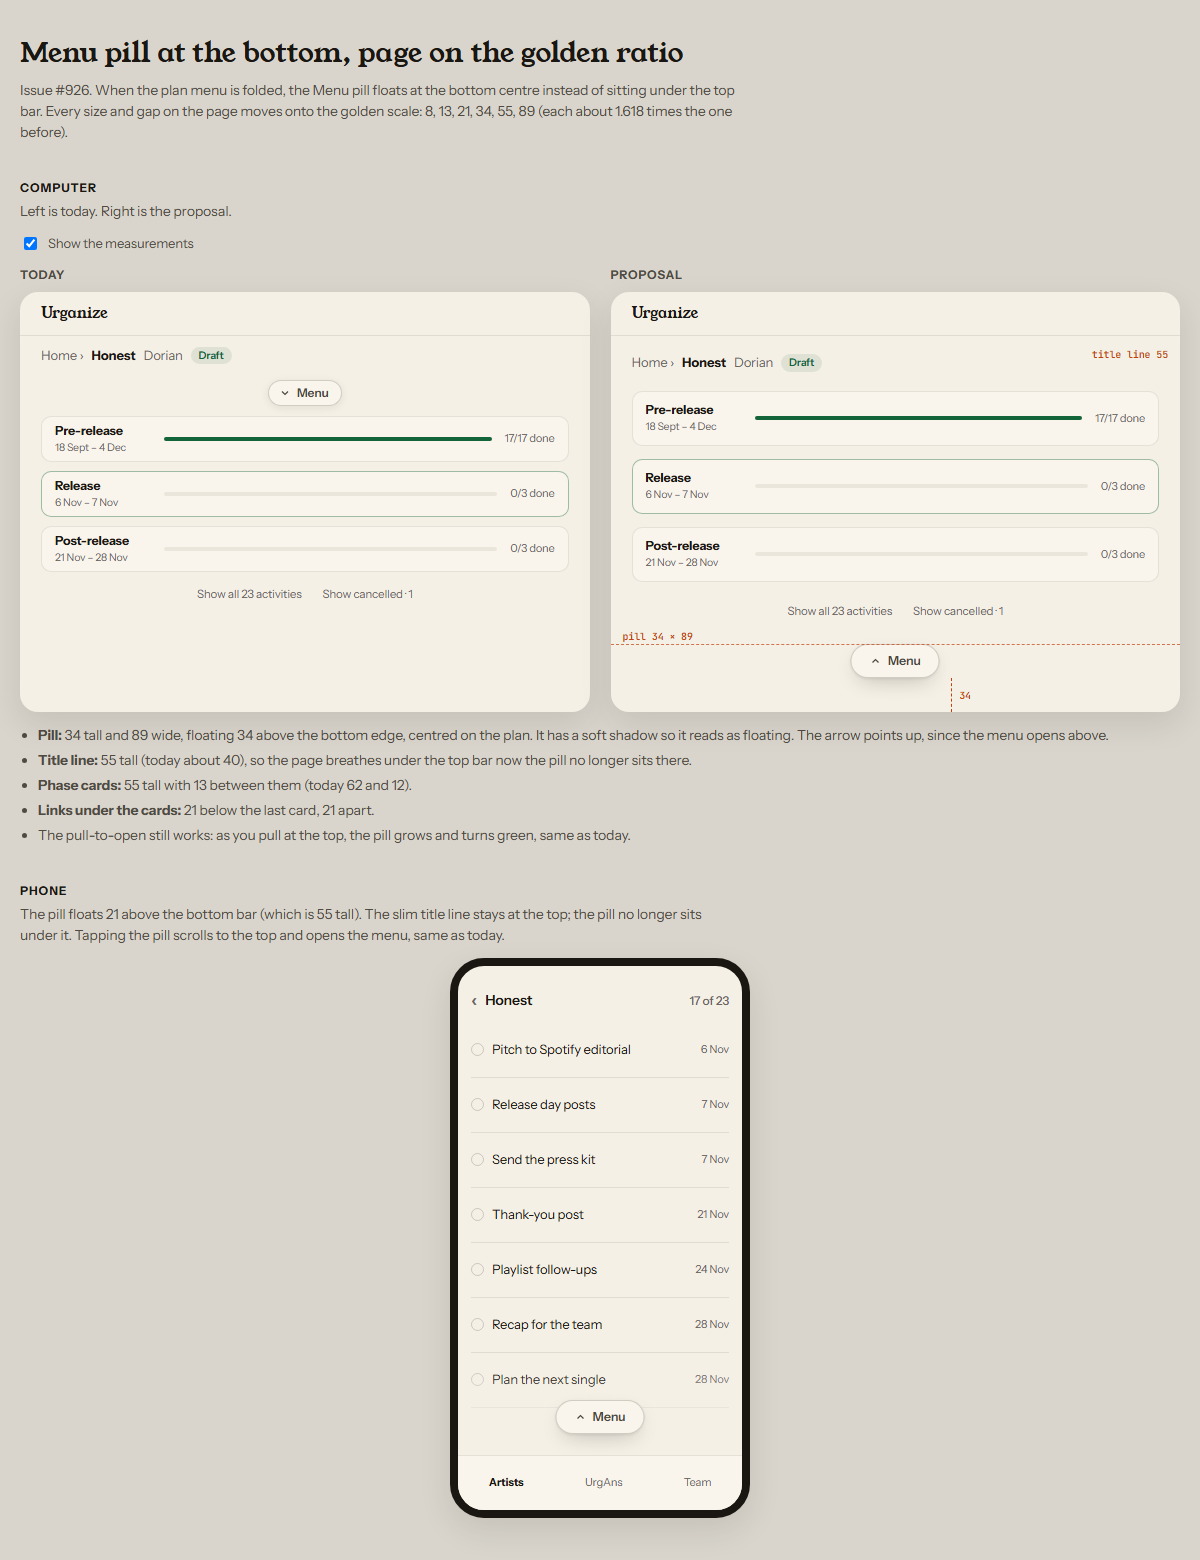 Menu pill at the bottom, page on the golden ratio
Issue #926. When the plan menu is folded, the Menu pill floats at the bottom centre instead of sitting under the top
bar. Every size and gap on the page moves onto the golden scale: 8, 13, 21, 34, 55, 89 (each about 1.618 times the one
before).
COMPUTER
Left is today. Right is the proposal.
Show the measurements
TODAY
Urganize
Home › Honest Dorian Draft
Menu
Pre-release
18 Sept – 4 Dec
17/17 done
Release
6 Nov – 7 Nov
0/3 done
Post-release
21 Nov – 28 Nov
0/3 done
Show all 23 activities Show cancelled · 1
PROPOSAL
Urganize
Home › Honest Dorian Draft
title line 55
Pre-release
18 Sept – 4 Dec
17/17 done
Release
6 Nov – 7 Nov
0/3 done
Post-release
21 Nov – 28 Nov
0/3 done
Show all 23 activities Show cancelled · 1
pill 34 × 89
Menu
34
• Pill: 34 tall and 89 wide, floating 34 above the bottom edge, centred on the plan. It has a soft shadow so it reads as floating. The arrow points up, since the menu opens above.
• Title line: 55 tall (today about 40), so the page breathes under the top bar now the pill no longer sits there.
• Phase cards: 55 tall with 13 between them (today 62 and 12).
• Links under the cards: 21 below the last card, 21 apart.
• The pull-to-open still works: as you pull at the top, the pill grows and turns green, same as today.
PHONE
The pill floats 21 above the bottom bar (which is 55 tall). The slim title line stays at the top; the pill no longer sits
under it. Tapping the pill scrolls to the top and opens the menu, same as today.
‹ Honest 17 of 23
Pitch to Spotify editorial 6 Nov
Release day posts 7 Nov
Send the press kit 7 Nov
Thank-you post 21 Nov
Playlist follow-ups 24 Nov
Recap for the team 28 Nov
Plan the next single 28 Nov
Menu
Artists UrgAns Team